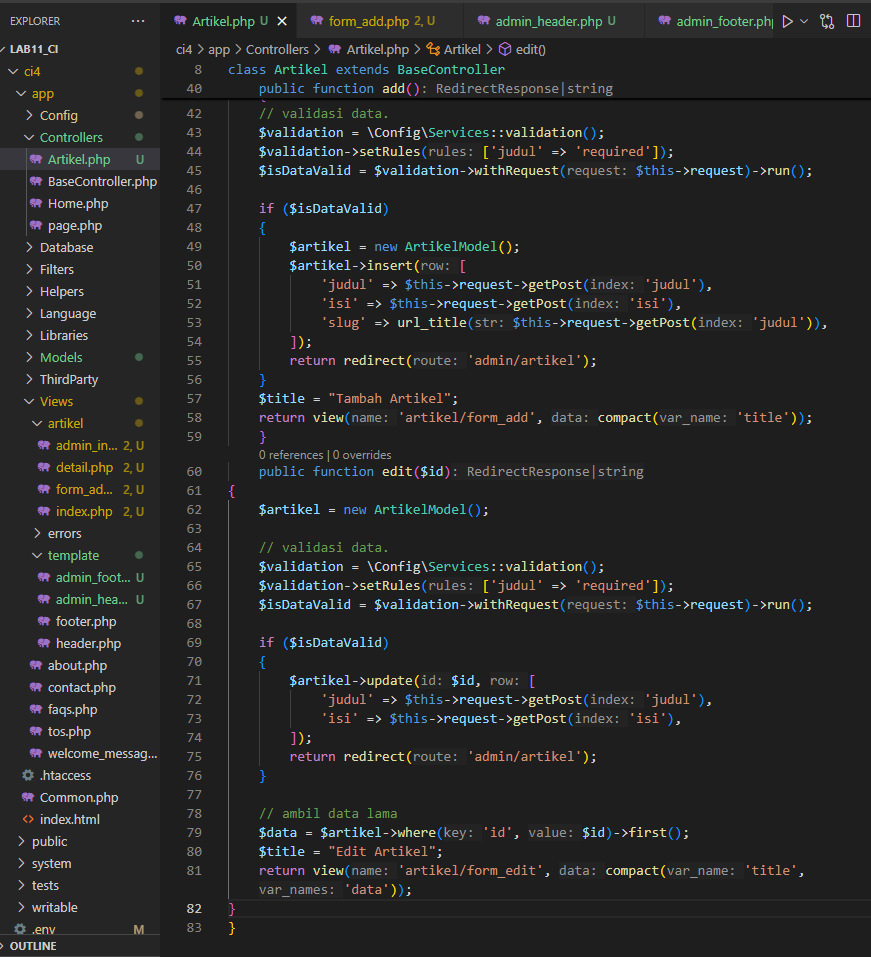 EXPLORER ...
LAB11_CI
ci4
app
Config
Controllers
Artikel.php U
BaseController.php
Home.php
page.php
Database
Filters
Helpers
Language
Libraries
Models
ThirdParty
Views
artikel
admin_in... 2, U
detail.php 2, U
form_ad... 2, U
index.php 2, U
errors
template
admin_foot... U
admin_hea... U
footer.php
header.php
about.php
contact.php
faqs.php
tos.php
welcome_messag...
.htaccess
Common.php
index.html
public
system
tests
writable
.env M
OUTLINE
Artikel.php U form_add.php 2, U admin_header.php U admin_footer.php
ci4 > app > Controllers > Artikel.php > Artikel > edit()
8 class Artikel extends BaseController
40 public function add(): RedirectResponse|string
42 // validasi data.
43 $validation = \Config\Services::validation();
44 $validation->setRules(rules: ['judul' => 'required']);
45 $isDataValid = $validation->withRequest(request: $this->request)->run();
46
47 if ($isDataValid)
48 {
49 $artikel = new ArtikelModel();
50 $artikel->insert(row: [
51 'judul' => $this->request->getPost(index: 'judul'),
52 'isi' => $this->request->getPost(index: 'isi'),
53 'slug' => url_title(str: $this->request->getPost(index: 'judul')),
54 ]);
55 return redirect(route: 'admin/artikel');
56 }
57 $title = "Tambah Artikel";
58 return view(name: 'artikel/form_add', data: compact(var_name: 'title'));
59 }
0 references | 0 overrides
60 public function edit($id): RedirectResponse|string
61 {
62 $artikel = new ArtikelModel();
63
64 // validasi data.
65 $validation = \Config\Services::validation();
66 $validation->setRules(rules: ['judul' => 'required']);
67 $isDataValid = $validation->withRequest(request: $this->request)->run();
68
69 if ($isDataValid)
70 {
71 $artikel->update(id: $id, row: [
72 'judul' => $this->request->getPost(index: 'judul'),
73 'isi' => $this->request->getPost(index: 'isi'),
74 ]);
75 return redirect(route: 'admin/artikel');
76 }
77
78 // ambil data lama
79 $data = $artikel->where(key: 'id', value: $id)->first();
80 $title = "Edit Artikel";
81 return view(name: 'artikel/form_edit', data: compact(var_name: 'title',
var_names: 'data'));
82 }
83 }